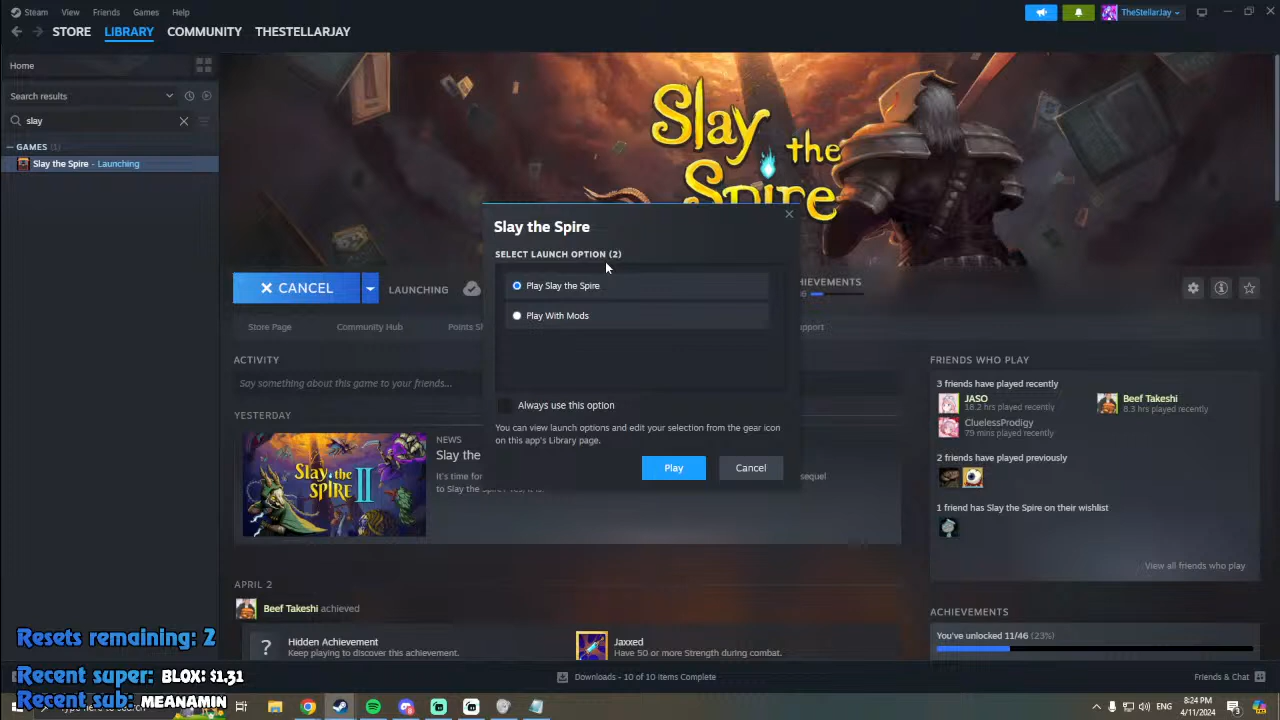 Steam View Friends Games Help
TheStellarJay
STORE LIBRARY COMMUNITY THESTELLARJAY
Home
Search results
slay
GAMES (1)
Slay the Spire - Launching
Slay the Spire
Slay the Spire
SELECT LAUNCH OPTION (2)
Play Slay the Spire
Play With Mods
Always use this option
You can view launch options and edit your selection from the gear icon
on this app's Library page.
Play Cancel
CANCEL LAUNCHING
Store Page Community Hub
ACTIVITY
Say something about this game to your friends...
YESTERDAY
Slay the Spire II
NEWS
Slay the
It's time for
sequel
APRIL 2
Beef Takeshi achieved
Hidden Achievement
Keep playing to discover this achievement.
Jaxxed
Have 50 or more Strength during combat.
FRIENDS WHO PLAY
3 friends have played recently
JASO
18.2 hrs played recently
Beef Takeshi
8.3 hrs played recently
CluelessProdigy
79 mins played recently
2 friends have played previously
1 friend has Slay the Spire on their wishlist
View all friends who play
ACHIEVEMENTS
You've unlocked 11/46 (23%)
Downloads - 10 of 10 Items Complete
Friends & Chat
Resets remaining: 2
Recent super: BLOX: $1.31
Recent sub: MEANAMIN
8:24 PM
4/11/2024